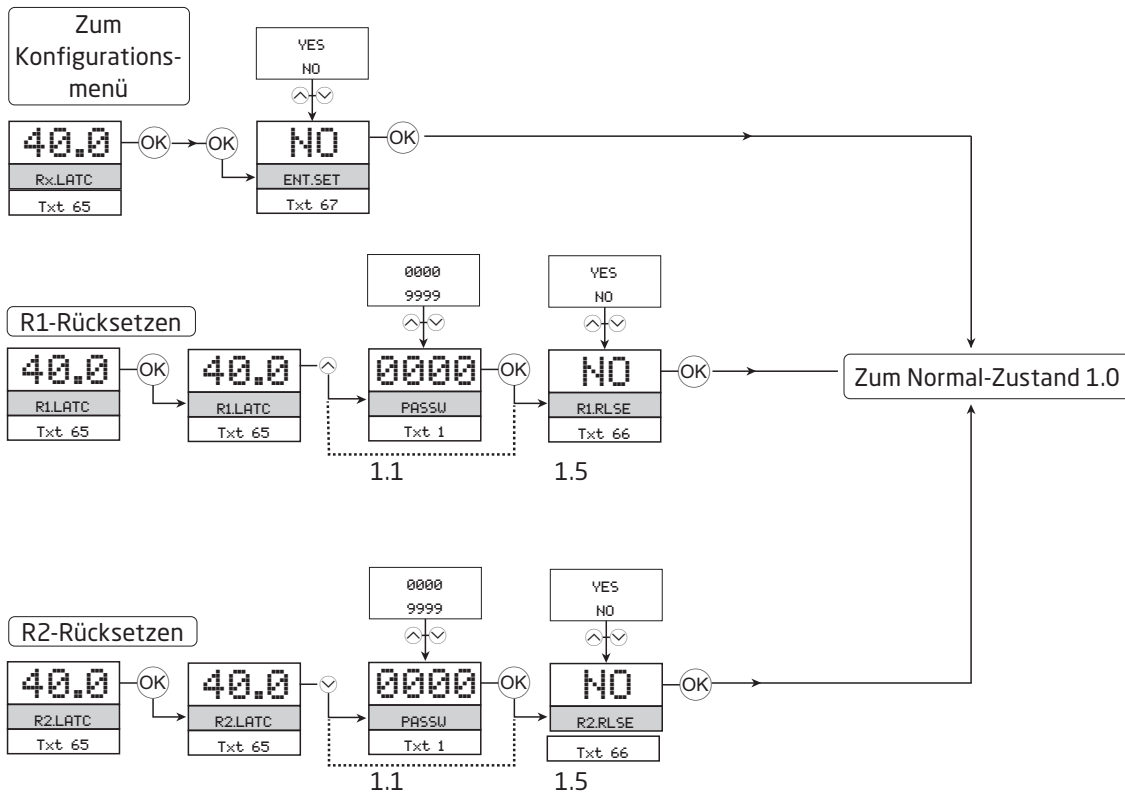 Zum
Konfigurations-
menü
YES
NO
40.0
OK
OK
NO
OK
Rx.LATC
ENT.SET
Txt 65
Txt 67
0000
9999
YES
NO
R1-Rücksetzen
40.0
OK
40.0
0000
OK
NO
OK
Zum Normal-Zustand 1.0
R1.LATC
R1.LATC
PASSW
R1.RLSE
Txt 65
Txt 65
Txt 1
Txt 66
1.1
1.5
0000
9999
YES
NO
R2-Rücksetzen
40.0
OK
40.0
0000
OK
NO
OK
R2.LATC
R2.LATC
PASSW
R2.RLSE
Txt 65
Txt 65
Txt 1
Txt 66
1.1
1.5